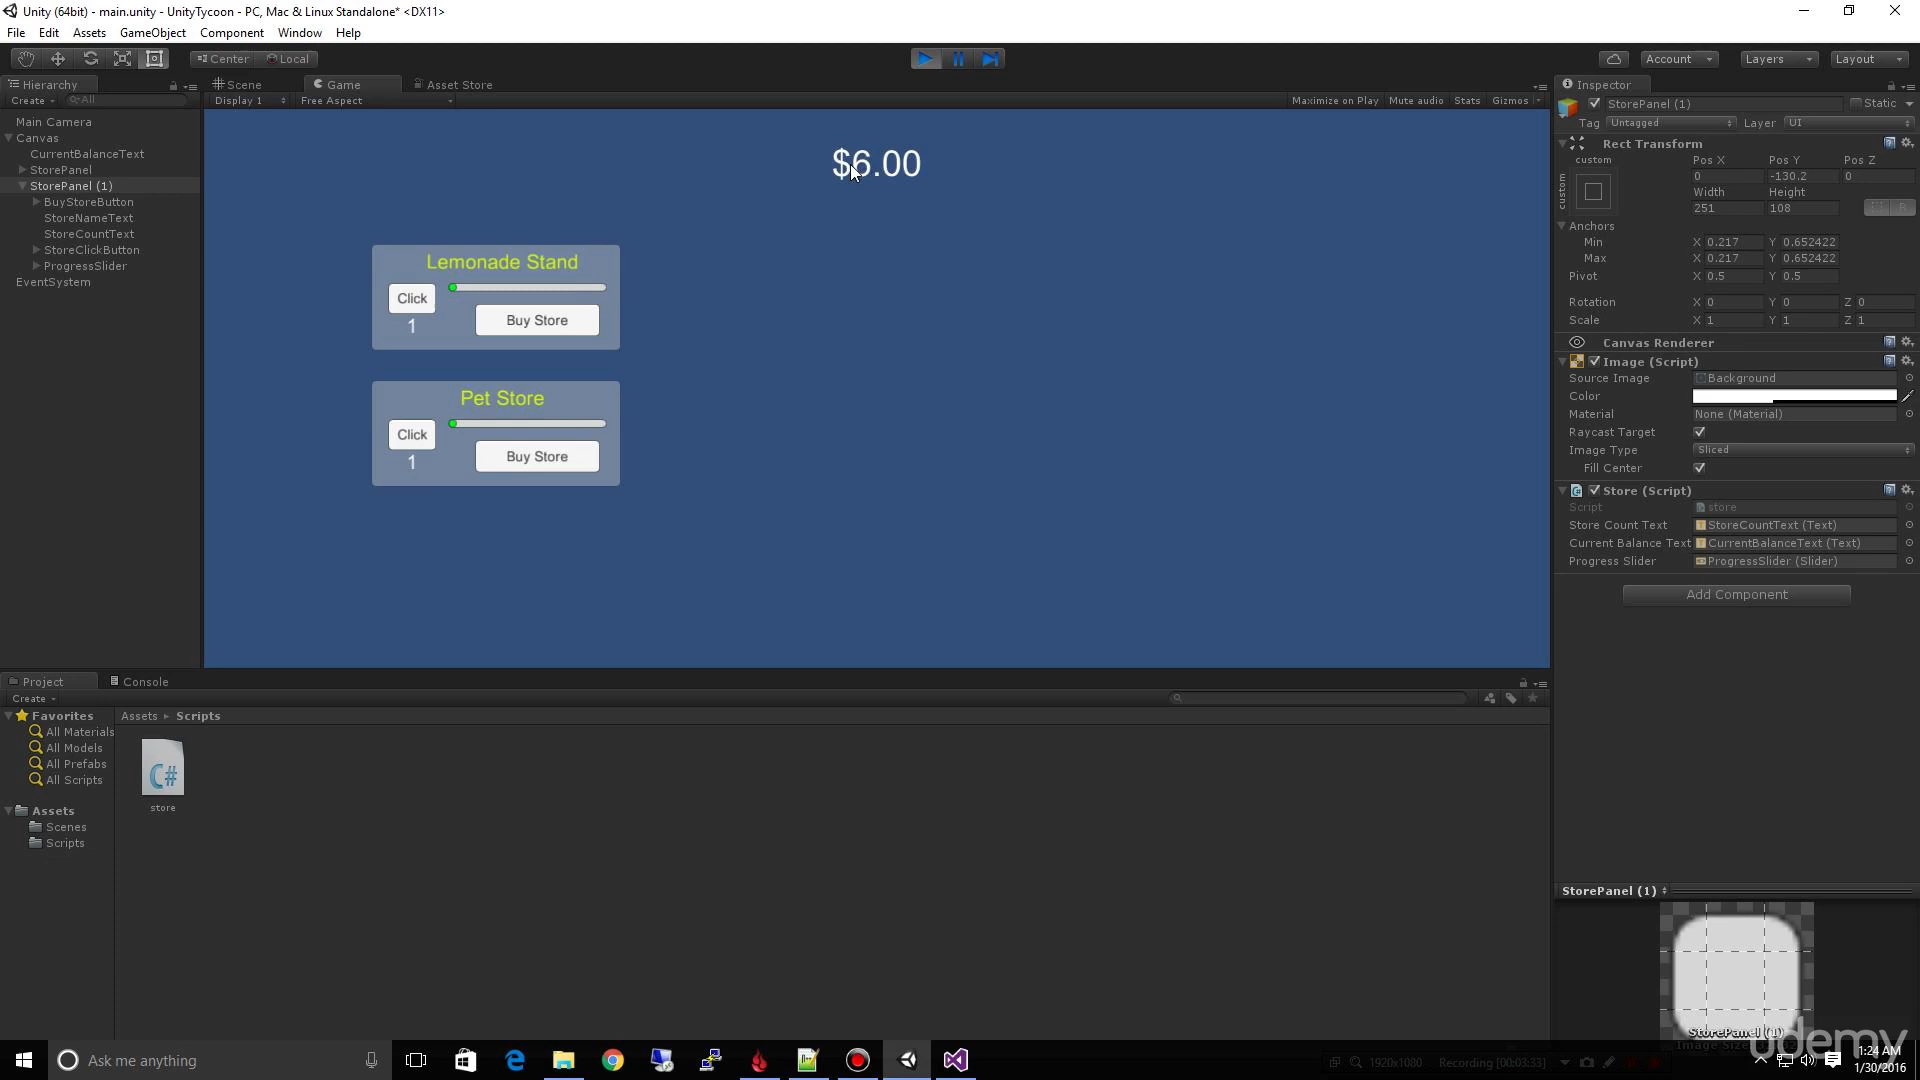 Unity (64bit) - main.unity - UnityTycoon - PC, Mac & Linux Standalone* <DX11>
File Edit Assets GameObject Component Window Help
Center Local Account Layers Layout
Hierarchy Scene Game Asset Store Inspector
Create All Display 1 Free Aspect Maximize on Play Mute audio Stats Gizmos
StorePanel (1) Static
Tag Untagged Layer UI
Main Camera
Canvas
CurrentBalanceText
StorePanel
StorePanel (1)
BuyStoreButton
StoreNameText
StoreCountText
StoreClickButton
ProgressSlider
EventSystem
$6.00
Lemonade Stand
Click
1
Buy Store
Pet Store
Click
1
Buy Store
Rect Transform
custom Pos X Pos Y Pos Z
custom
0 -130.2 0
Width Height
251 108 R
Anchors
Min X 0.217 Y 0.652422
Max X 0.217 Y 0.652422
Pivot X 0.5 Y 0.5
Rotation X 0 Y 0 Z 0
Scale X 1 Y 1 Z 1
Canvas Renderer
Image (Script)
Source Image Background
Color
Material None (Material)
Raycast Target
Image Type Sliced
Fill Center
Store (Script)
Script store
Store Count Text StoreCountText (Text)
Current Balance Text CurrentBalanceText (Text)
Progress Slider ProgressSlider (Slider)
Add Component
Project Console
Create
Favorites
All Materials
All Models
All Prefabs
All Scripts
Assets
Scenes
Scripts
Assets Scripts
C#
store
StorePanel (1)
StorePanel (1)
udemy
Ask me anything
1920x1080 Recording [00:03:33]
1:24 AM
1/30/2016